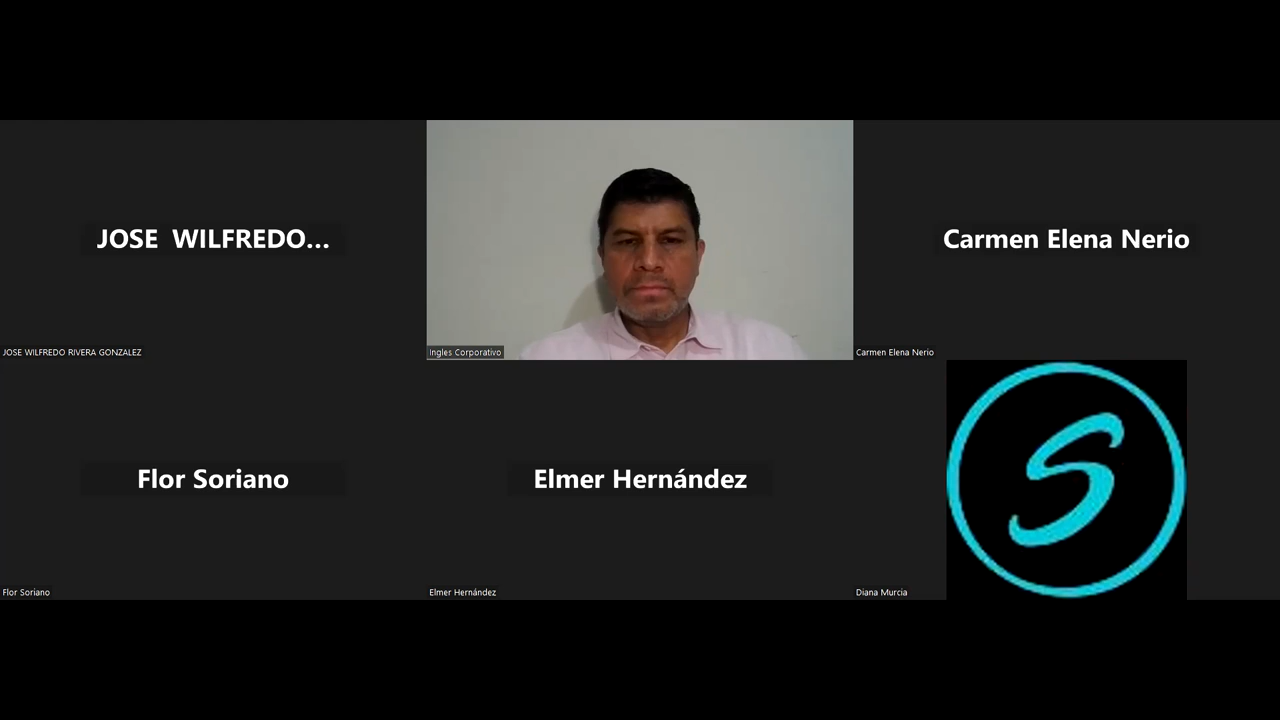 JOSE WILFREDO...
JOSE WILFREDO RIVERA GONZALEZ
Ingles Corporativo
Carmen Elena Nerio
Carmen Elena Nerio
Flor Soriano
Flor Soriano
Elmer Hernández
Elmer Hernández
S
Diana Murcia